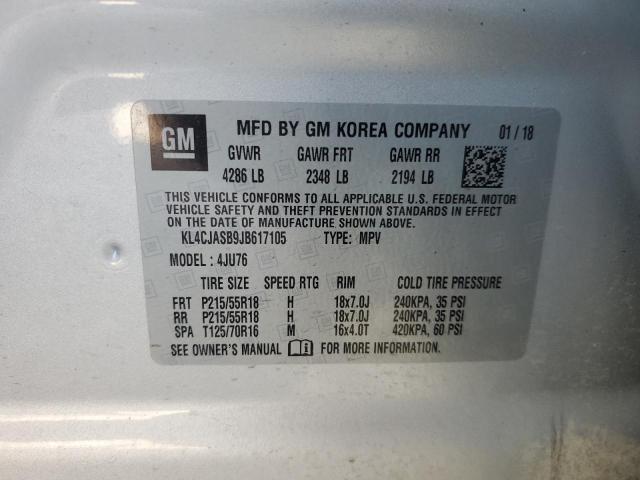 GM MFD BY GM KOREA COMPANY 01 / 18
GVWR GAWR FRT GAWR RR
4286 LB 2348 LB 2194 LB
THIS VEHICLE CONFORMS TO ALL APPLICABLE U.S. FEDERAL MOTOR
VEHICLE SAFETY AND THEFT PREVENTION STANDARDS IN EFFECT
ON THE DATE OF MANUFACTURE SHOWN ABOVE.
KL4CJASB9JB617105 TYPE: MPV
MODEL : 4JU76
TIRE SIZE SPEED RTG RIM COLD TIRE PRESSURE
FRT P215/55R18 H 18x7.0J 240KPA, 35 PSI
RR P215/55R18 H 18x7.0J 240KPA, 35 PSI
SPA T125/70R16 M 16x4.0T 420KPA, 60 PSI
SEE OWNER'S MANUAL FOR MORE INFORMATION.